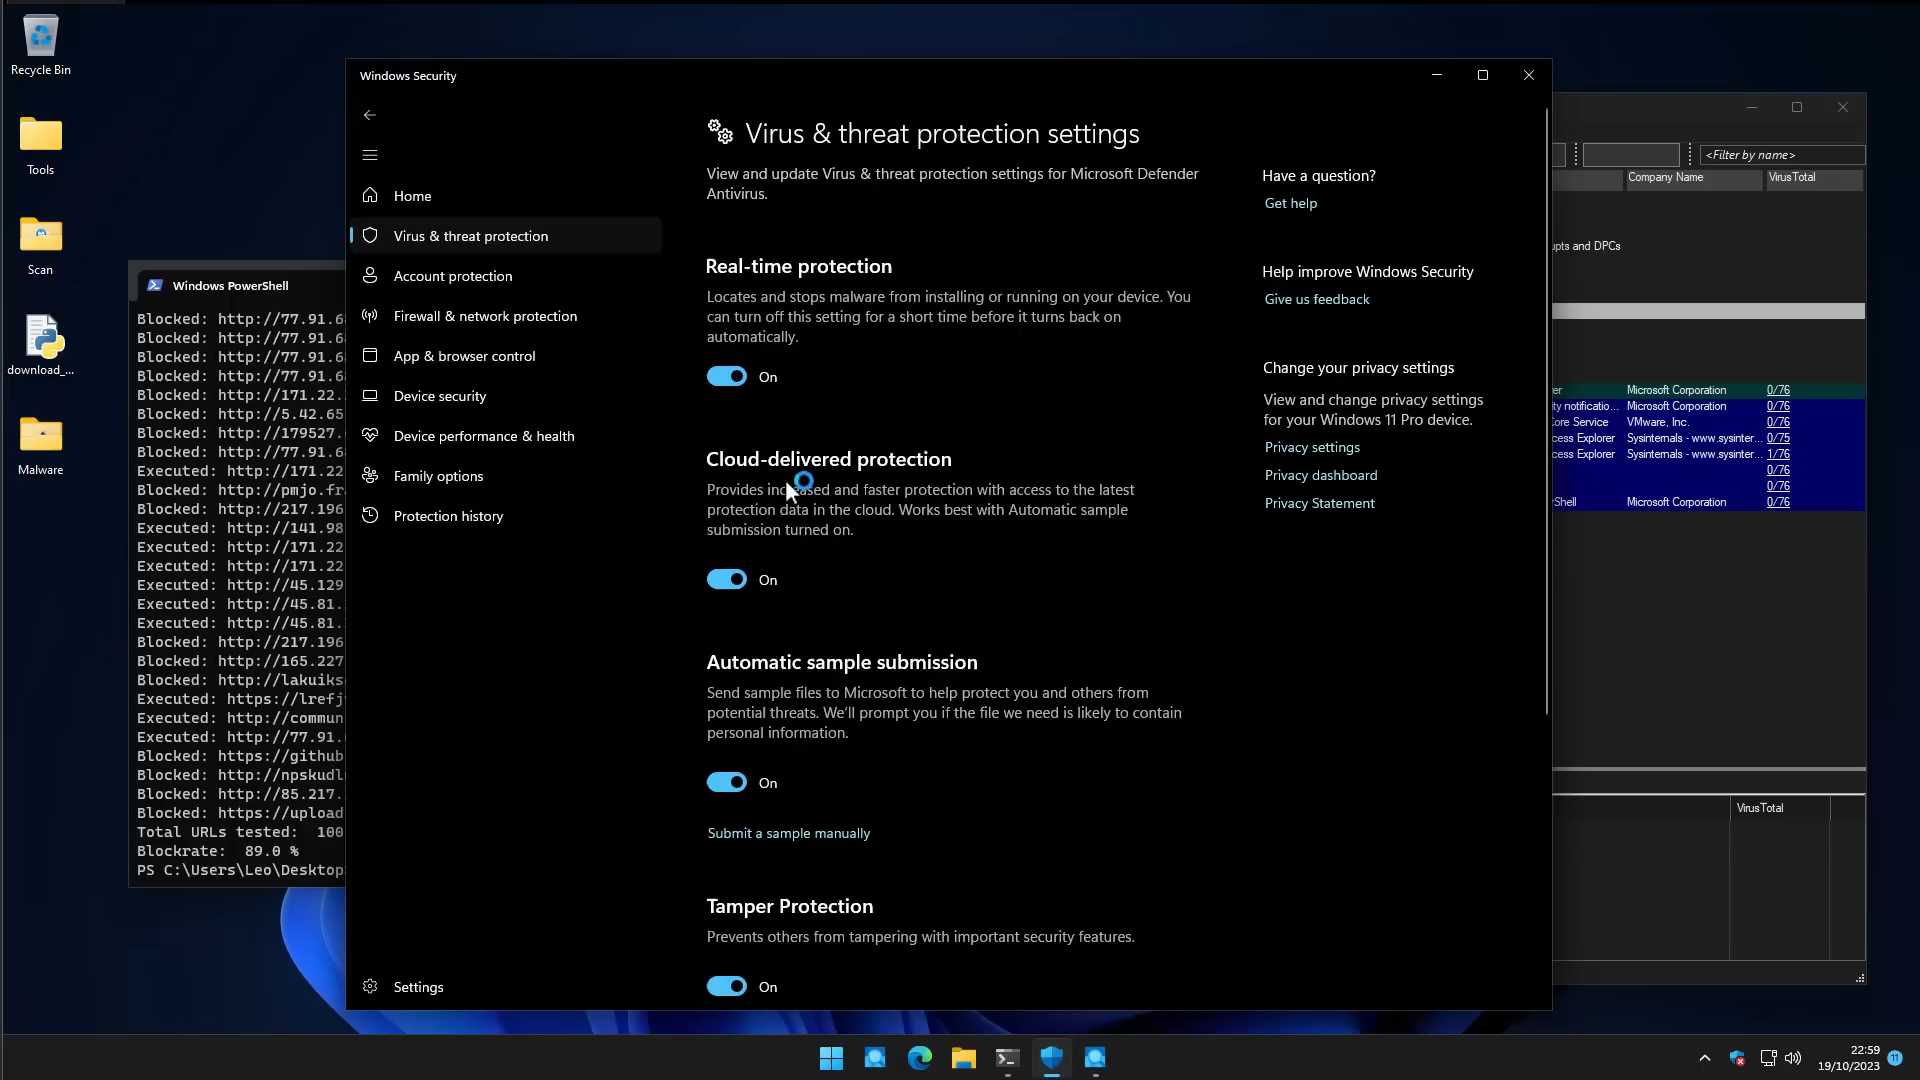 Recycle Bin
Tools
Scan
download_...
Malware
Windows PowerShell
Blocked: http://77.91.6
Blocked: http://77.91.6
Blocked: http://77.91.6
Blocked: http://77.91.6
Blocked: http://171.22.
Blocked: http://5.42.65
Blocked: http://179527.
Blocked: http://77.91.6
Executed: http://171.22
Blocked: http://pmjo.fr
Blocked: http://217.196
Executed: http://141.98
Executed: http://171.22
Executed: http://171.22
Executed: http://45.129
Executed: http://45.81.
Executed: http://45.81.
Blocked: http://217.196
Blocked: http://165.227
Blocked: http://lakuiks
Executed: https://lrefj
Executed: http://commun
Executed: http://77.91.
Blocked: https://github
Blocked: http://npskudl
Blocked: http://85.217.
Blocked: https://upload
Total URLs tested: 100
Blockrate: 89.0 %
PS C:\Users\Leo\Desktop
Windows Security
Home
Virus & threat protection
Account protection
Firewall & network protection
App & browser control
Device security
Device performance & health
Family options
Protection history
Settings
Virus & threat protection settings
View and update Virus & threat protection settings for Microsoft Defender
Antivirus.
Real-time protection
Locates and stops malware from installing or running on your device. You
can turn off this setting for a short time before it turns back on
automatically.
On
Cloud-delivered protection
Provides increased and faster protection with access to the latest
protection data in the cloud. Works best with Automatic sample
submission turned on.
On
Automatic sample submission
Send sample files to Microsoft to help protect you and others from
potential threats. We'll prompt you if the file we need is likely to contain
personal information.
On
Submit a sample manually
Tamper Protection
Prevents others from tampering with important security features.
On
Have a question?
Get help
Help improve Windows Security
Give us feedback
Change your privacy settings
View and change privacy settings
for your Windows 11 Pro device.
Privacy settings
Privacy dashboard
Privacy Statement
<Filter by name>
Company Name VirusTotal
upts and DPCs
er Microsoft Corporation 0/76
ity notificatio... Microsoft Corporation 0/76
Core Service VMware, Inc. 0/76
cess Explorer Sysinternals - www.sysinter... 0/75
cess Explorer Sysinternals - www.sysinter... 1/76
0/76
0/76
Shell Microsoft Corporation 0/76
VirusTotal
22:59
19/10/2023
11